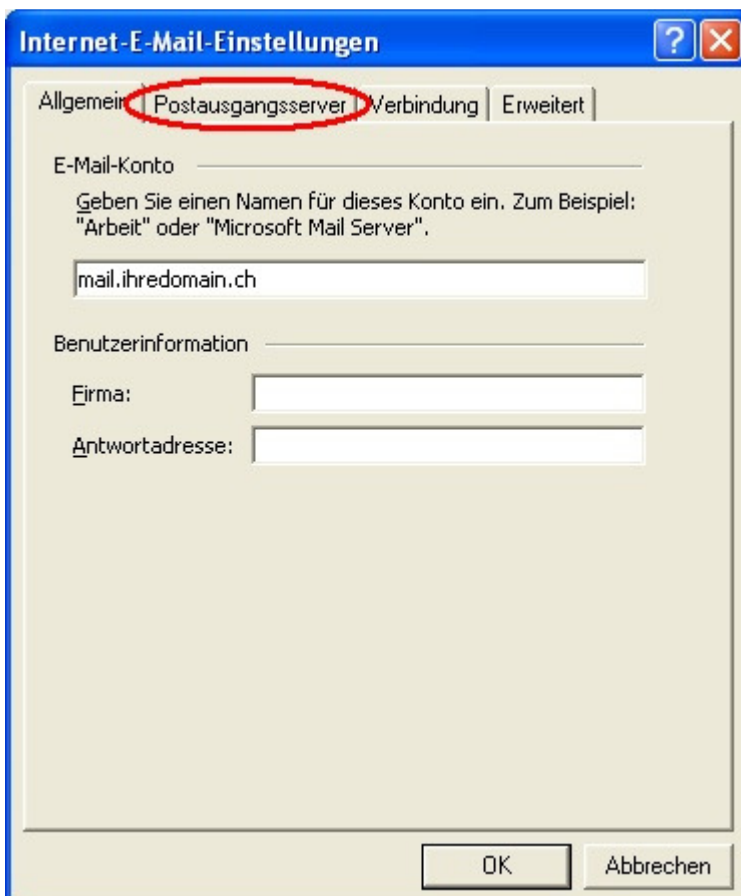 Internet-E-Mail-Einstellungen
Allgemein Postausgangsserver Verbindung Erweitert
E-Mail-Konto
Geben Sie einen Namen für dieses Konto ein. Zum Beispiel:
"Arbeit" oder "Microsoft Mail Server".
mail.ihredomain.ch
Benutzerinformation
Firma:
Antwortadresse:
OK Abbrechen